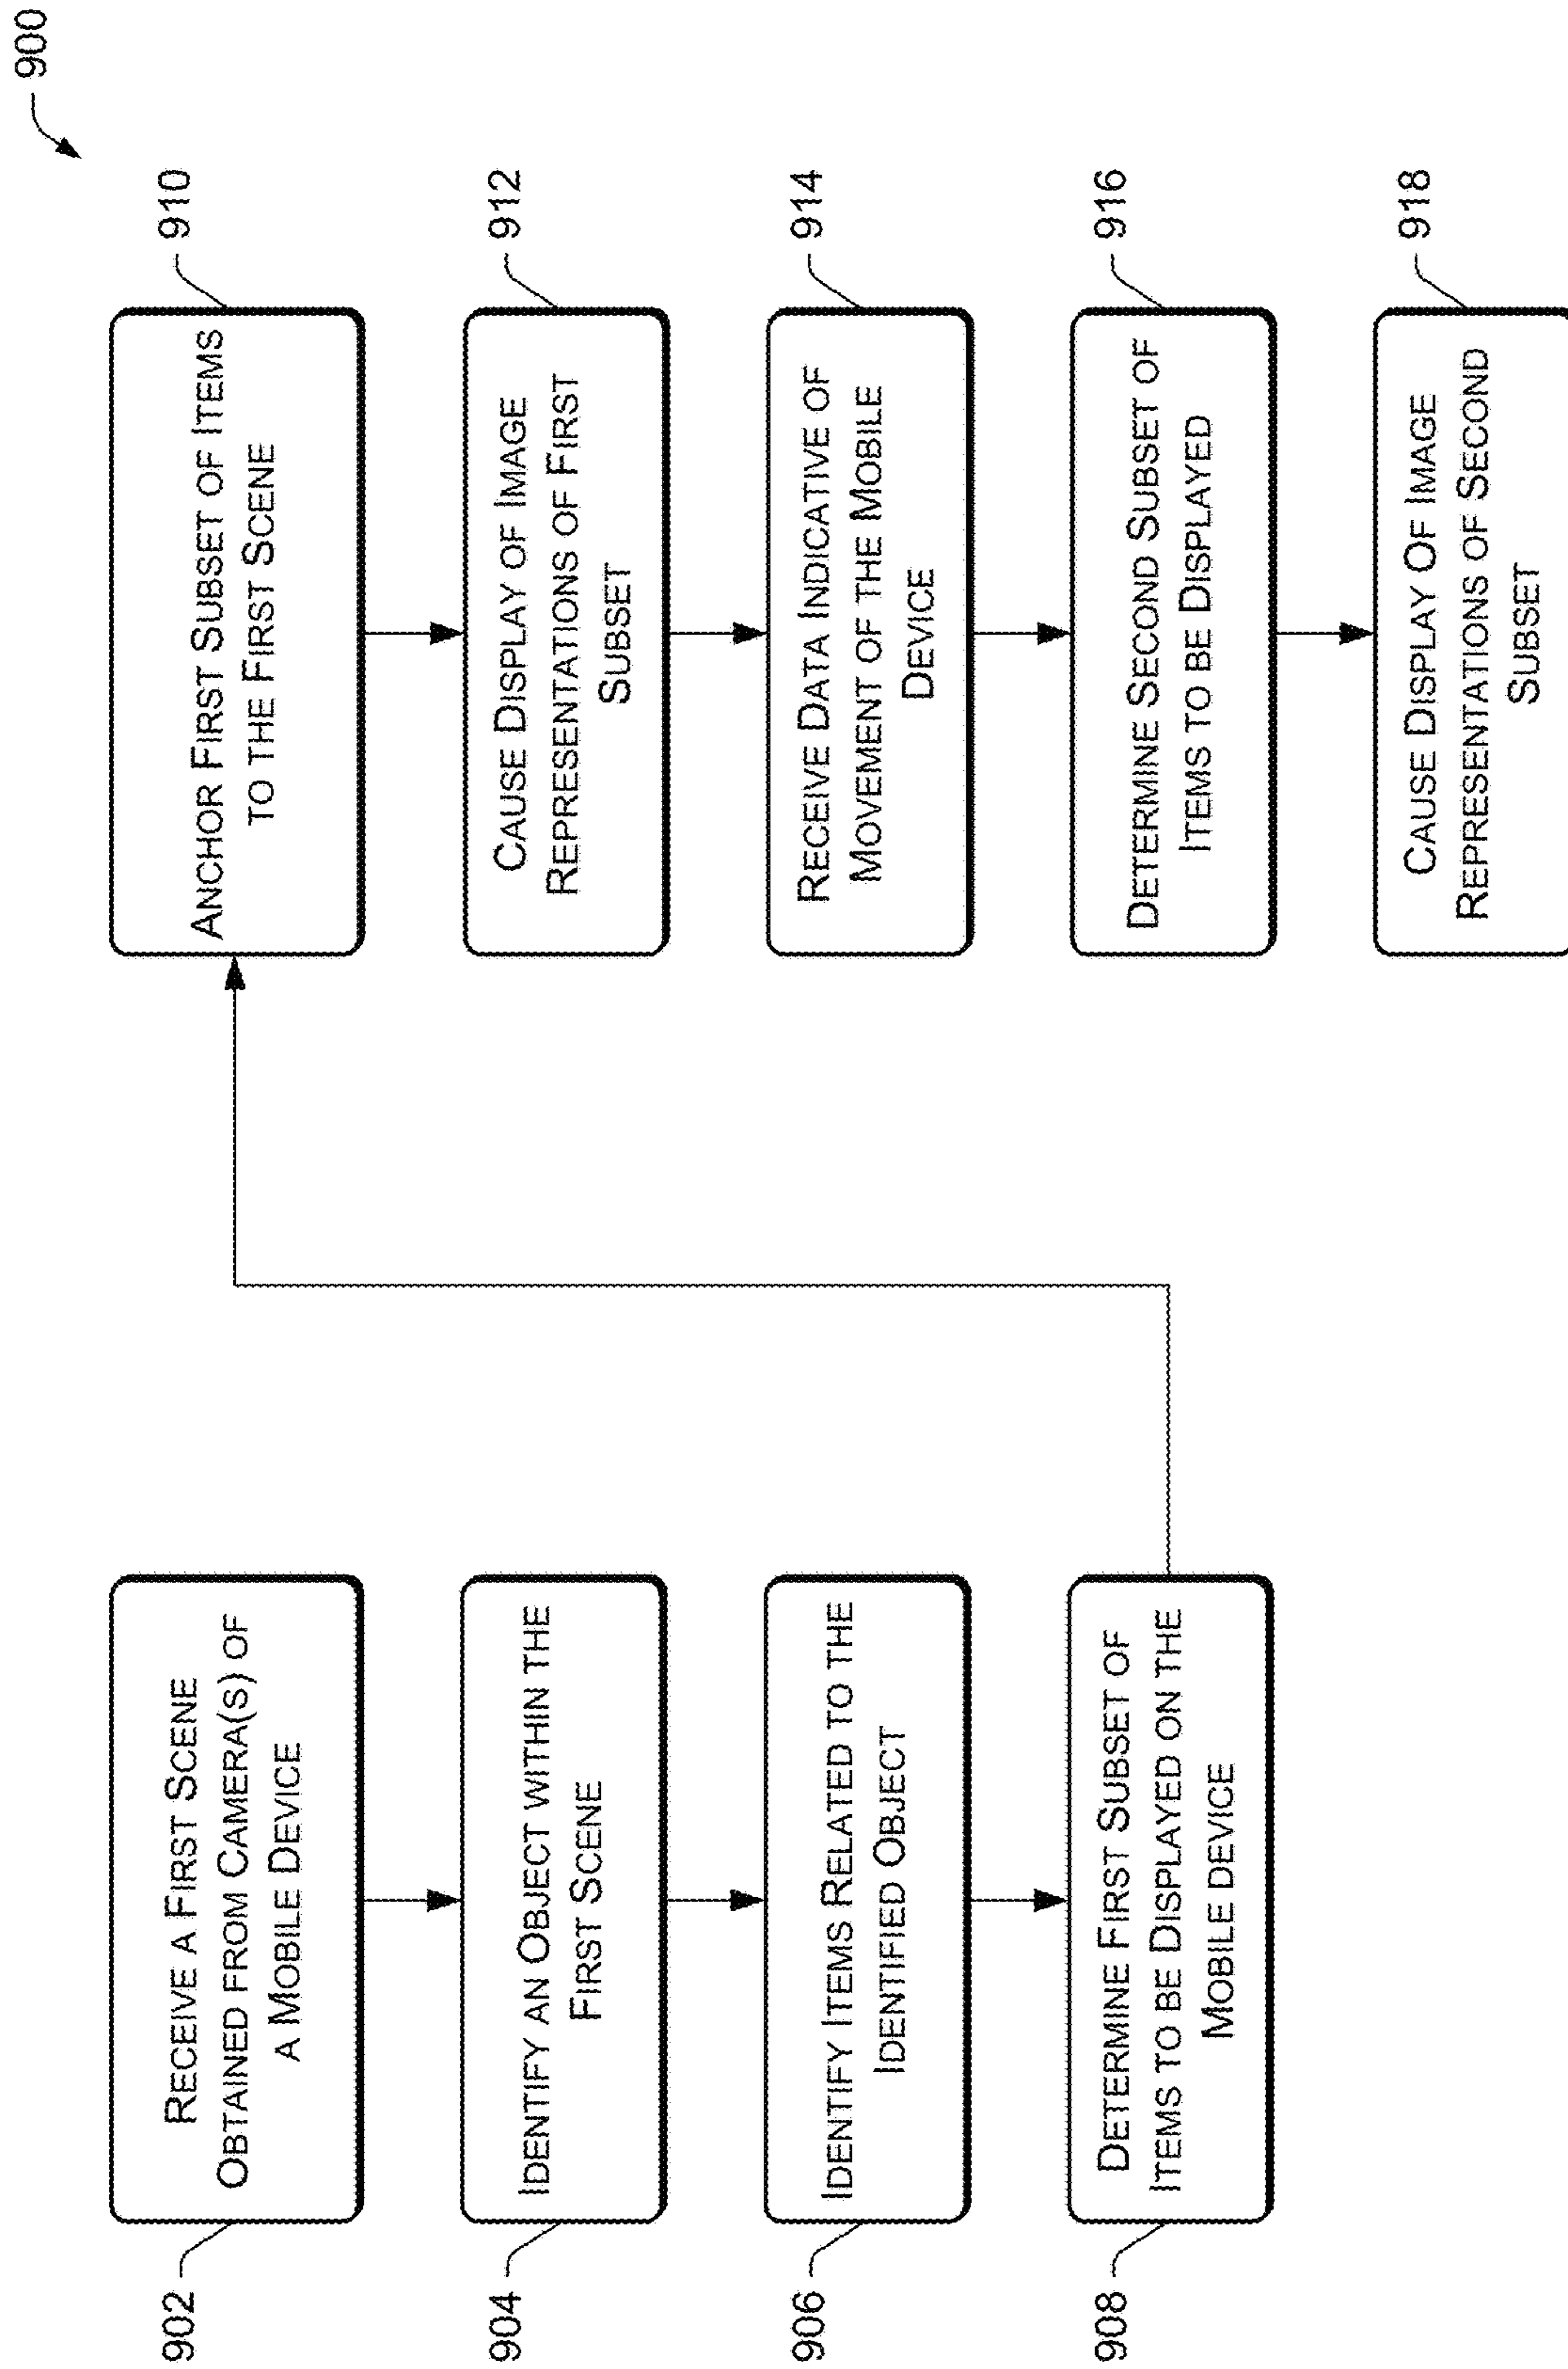 900
902
RECEIVE A FIRST SCENE
OBTAINED FROM CAMERA(S) OF
A MOBILE DEVICE
904
IDENTIFY AN OBJECT WITHIN THE
FIRST SCENE
906
IDENTIFY ITEMS RELATED TO THE
IDENTIFIED OBJECT
908
DETERMINE FIRST SUBSET OF
ITEMS TO BE DISPLAYED ON THE
MOBILE DEVICE
910
ANCHOR FIRST SUBSET OF ITEMS
TO THE FIRST SCENE
912
CAUSE DISPLAY OF IMAGE
REPRESENTATIONS OF FIRST
SUBSET
914
RECEIVE DATA INDICATIVE OF
MOVEMENT OF THE MOBILE
DEVICE
916
DETERMINE SECOND SUBSET OF
ITEMS TO BE DISPLAYED
918
CAUSE DISPLAY OF IMAGE
REPRESENTATIONS OF SECOND
SUBSET